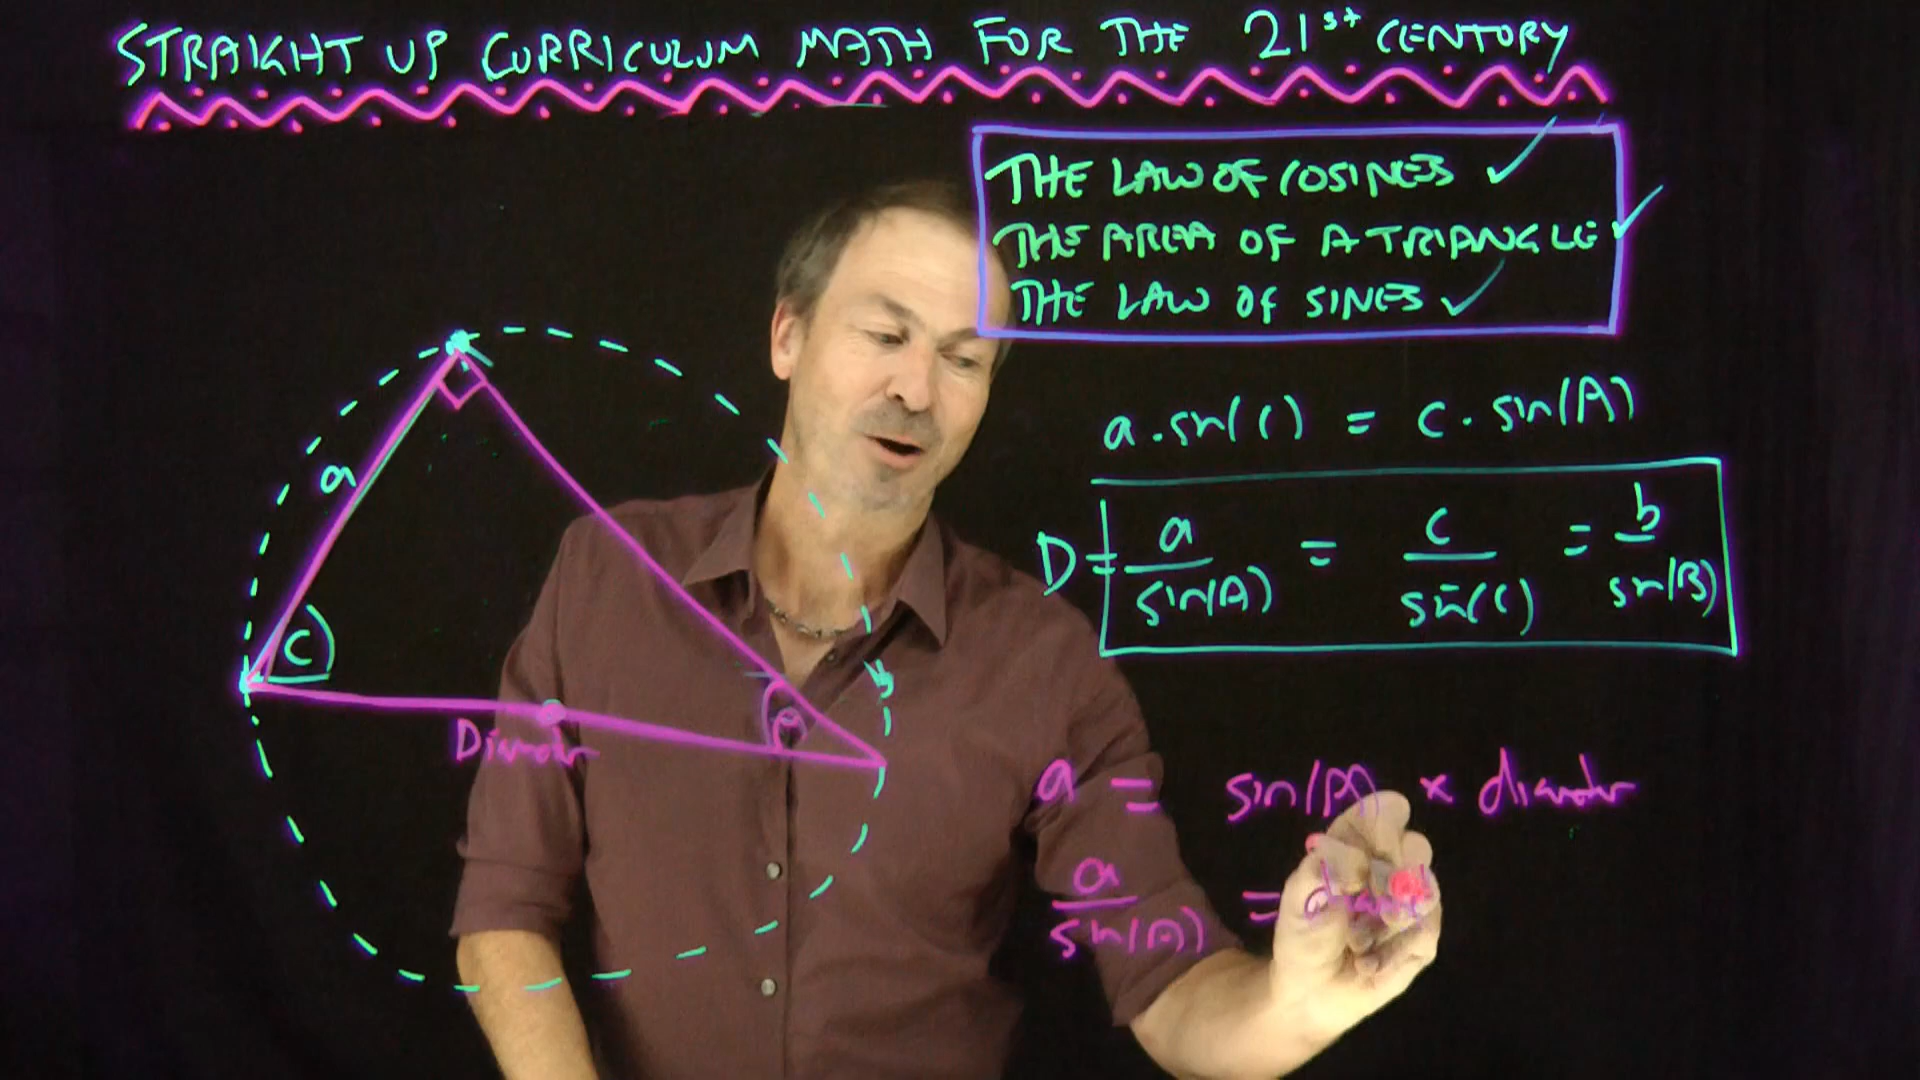 STRAIGHT UP CURRICULUM MATH FOR THE 21st CENTURY
THE LAW OF COSINES ✓
THE AREA OF A TRIANGLE ✓
THE LAW OF SINES ✓
a
C
A
Diameter
a . sin(C) = c . sin(A)
D = a/sin(A) = c/sin(C) = b/sin(B)
a = sin(A) × diameter
a/sin(A) =